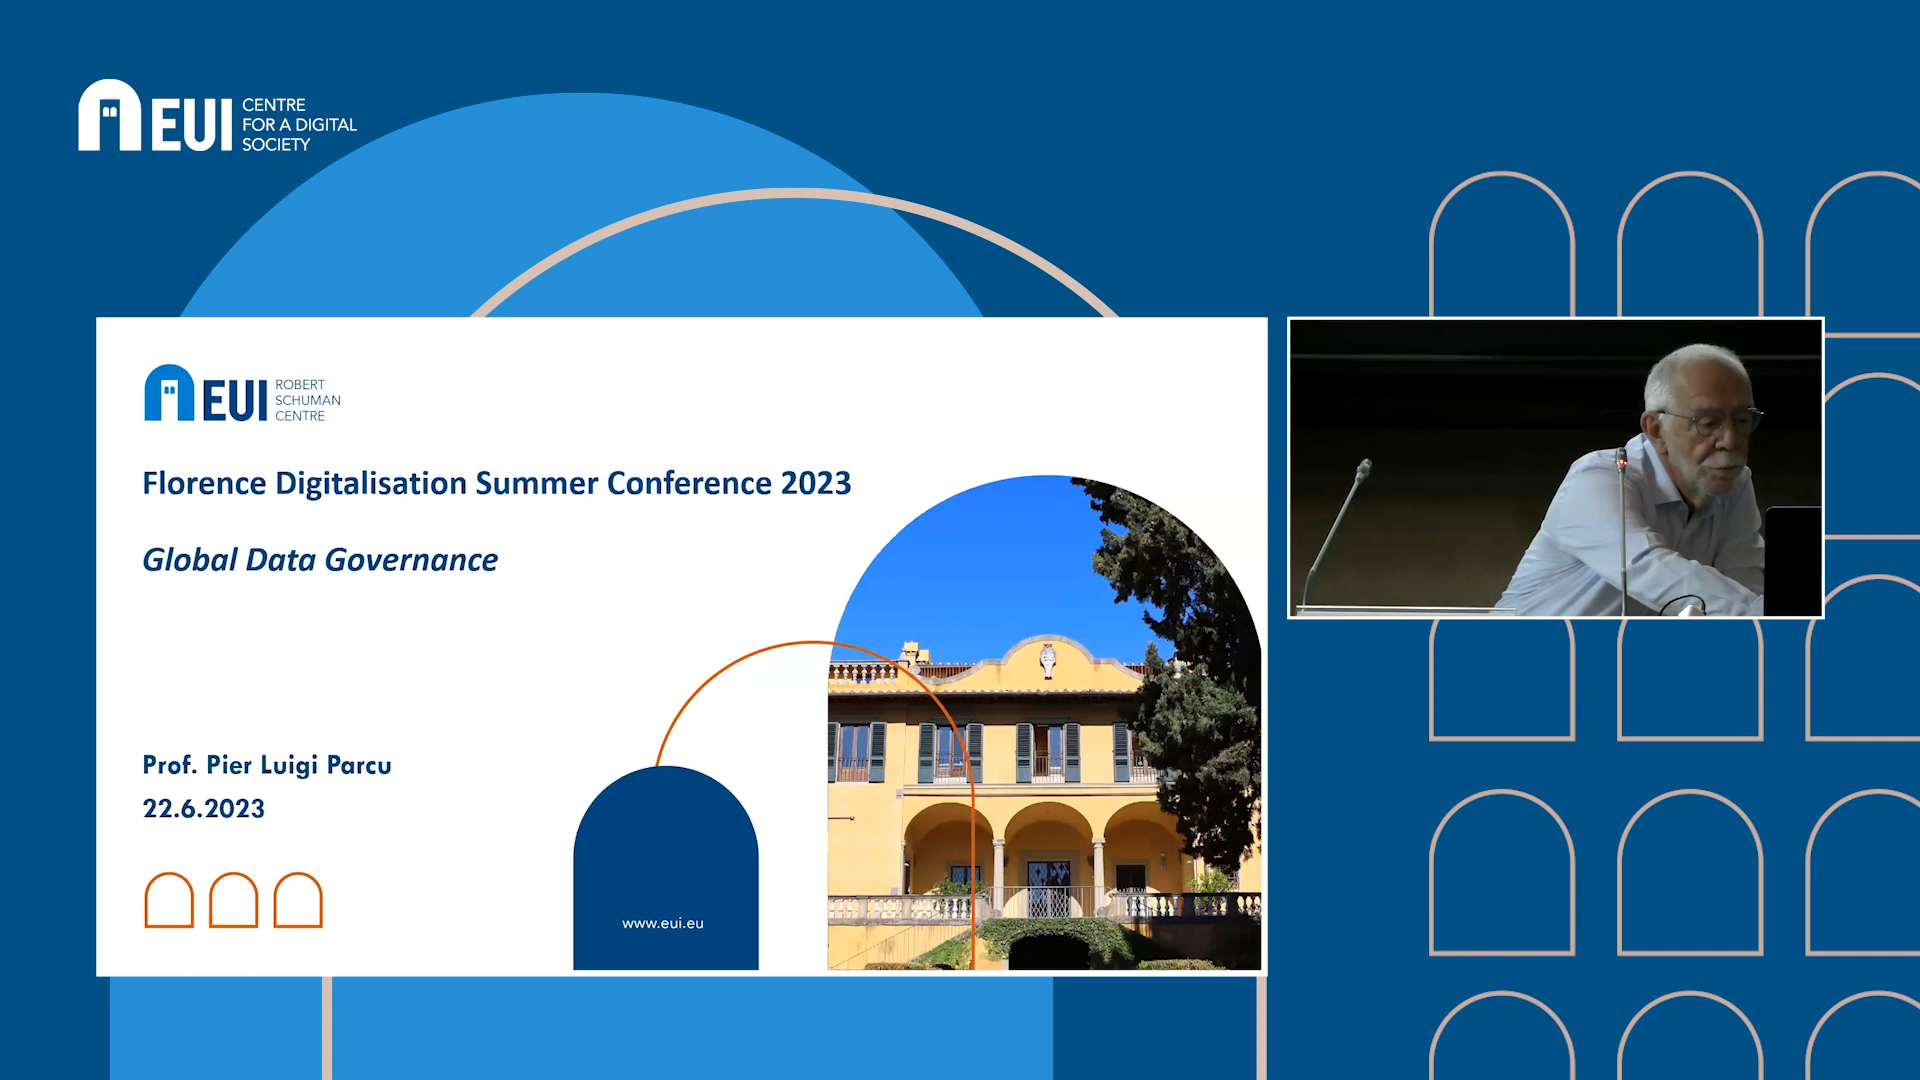 EUI
CENTRE
FOR A DIGITAL
SOCIETY
EUI
ROBERT
SCHUMAN
CENTRE
Florence Digitalisation Summer Conference 2023
Global Data Governance
Prof. Pier Luigi Parcu
22.6.2023
www.eui.eu